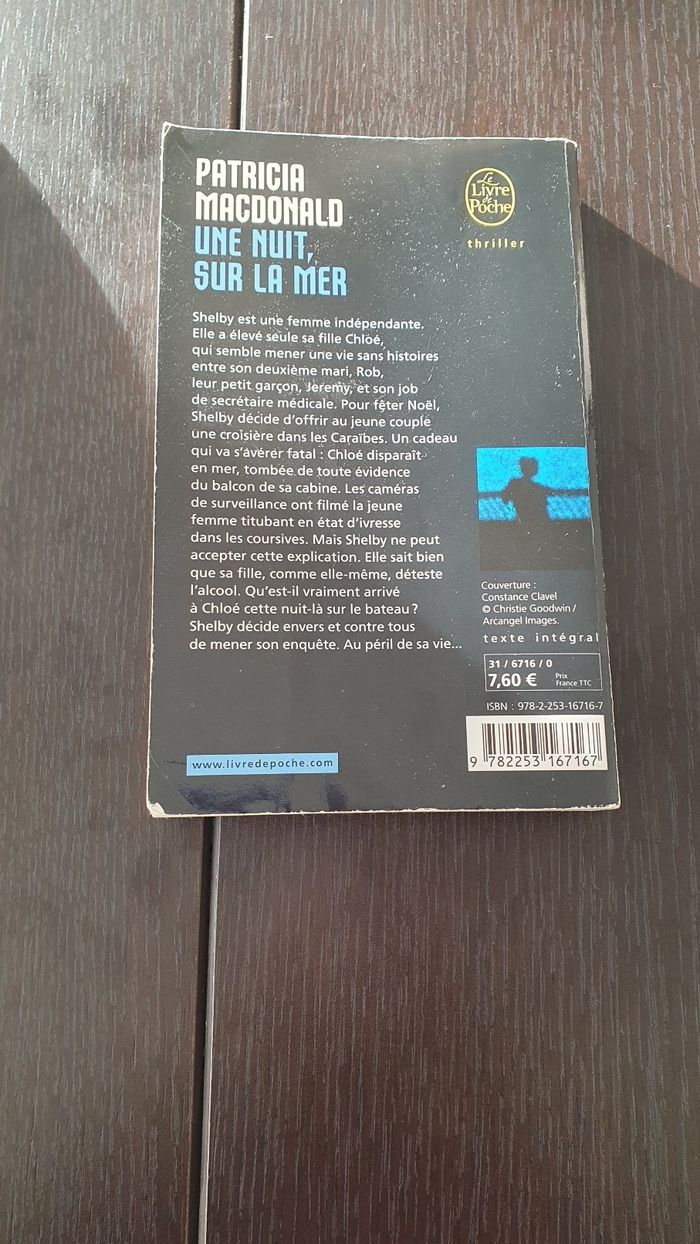 PATRICIA
MACDONALD
UNE NUIT,
SUR LA MER
Le
Livre
de
Poche
thriller
Shelby est une femme indépendante.
Elle a élevé seule sa fille Chloé,
qui semble mener une vie sans histoires
entre son deuxième mari, Rob,
leur petit garçon, Jeremy, et son job
de secrétaire médicale. Pour fêter Noël,
Shelby décide d'offrir au jeune couple
une croisière dans les Caraïbes. Un cadeau
qui va s'avérer fatal : Chloé disparaît
en mer, tombée de toute évidence
du balcon de sa cabine. Les caméras
de surveillance ont filmé la jeune
femme titubant en état d'ivresse
dans les coursives. Mais Shelby ne peut
accepter cette explication. Elle sait bien
que sa fille, comme elle-même, déteste
l'alcool. Qu'est-il vraiment arrivé
à Chloé cette nuit-là sur le bateau ?
Shelby décide envers et contre tous
de mener son enquête. Au péril de sa vie...
Couverture :
Constance Clavel
© Christie Goodwin /
Arcangel Images.
texte intégral
31 / 6716 / 0
7,60 € Prix
France TTC
ISBN : 978-2-253-16716-7
9 782253 167167
www.livredepoche.com